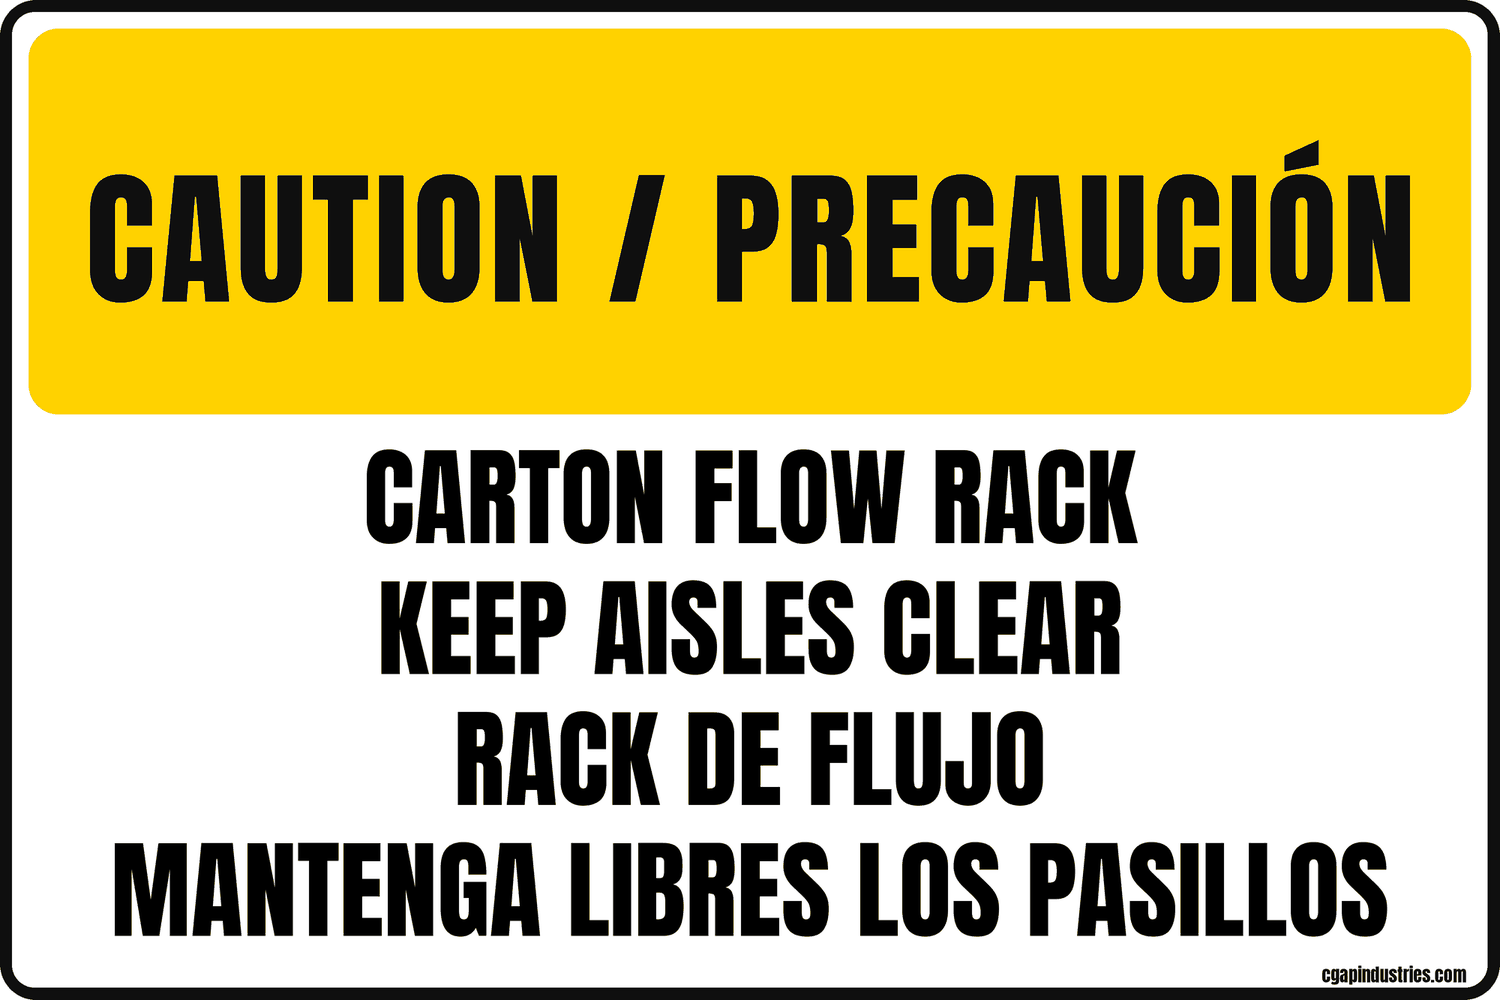 CAUTION / PRECAUCIÓN
CARTON FLOW RACK
KEEP AISLES CLEAR
RACK DE FLUJO
MANTENGA LIBRES LOS PASILLOS
cgapindustries.com